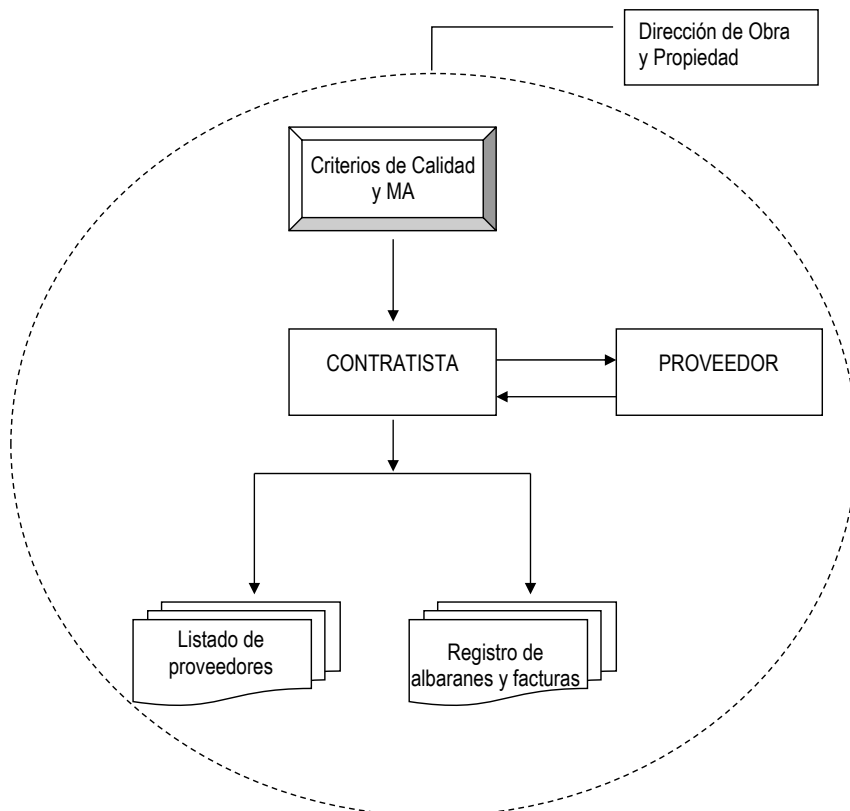 Dirección de Obra
y Propiedad
Criterios de Calidad
y MA
CONTRATISTA
PROVEEDOR
Listado de
proveedores
Registro de
albaranes y facturas